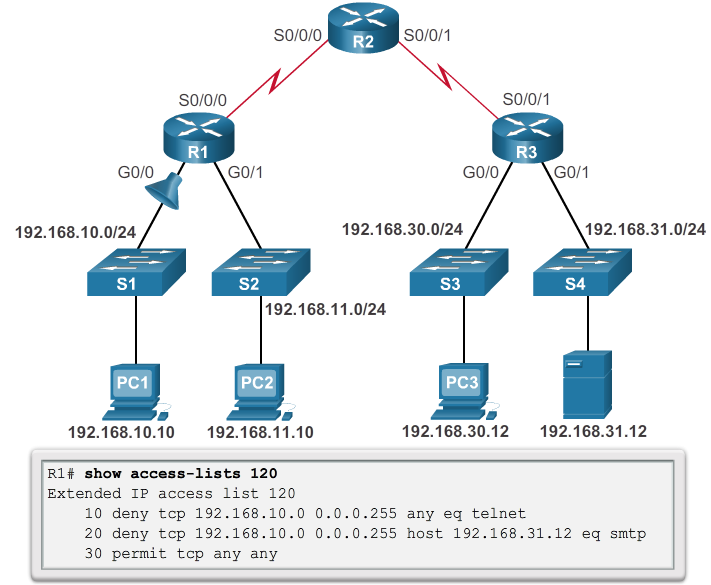 S0/0/0 R2 S0/0/1
S0/0/0 S0/0/1
R1 R3
G0/0 G0/1 G0/0 G0/1
192.168.10.0/24 192.168.30.0/24 192.168.31.0/24
S1 S2 S3 S4
192.168.11.0/24
PC1 PC2 PC3
192.168.10.10 192.168.11.10 192.168.30.12 192.168.31.12
R1# show access-lists 120
Extended IP access list 120
10 deny tcp 192.168.10.0 0.0.0.255 any eq telnet
20 deny tcp 192.168.10.0 0.0.0.255 host 192.168.31.12 eq smtp
30 permit tcp any any